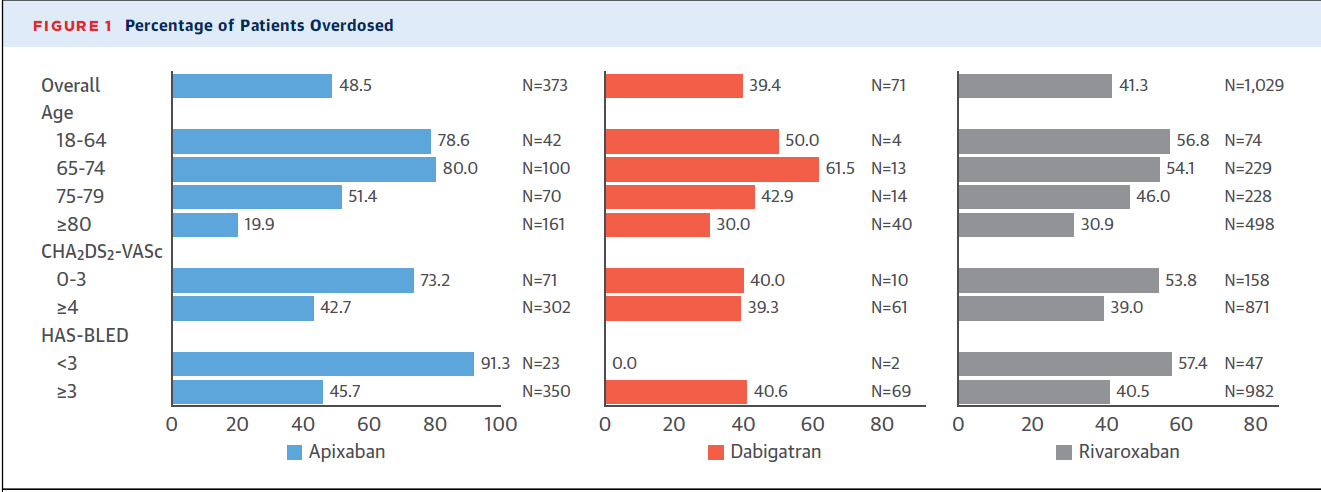 FIGURE 1 Percentage of Patients Overdosed
Overall 48.5 N=373 39.4 N=71 41.3 N=1,029
Age
18-64 78.6 N=42 50.0 N=4 56.8 N=74
65-74 80.0 N=100 61.5 N=13 54.1 N=229
75-79 51.4 N=70 42.9 N=14 46.0 N=228
≥80 19.9 N=161 30.0 N=40 30.9 N=498
CHA₂DS₂-VASc
0-3 73.2 N=71 40.0 N=10 53.8 N=158
≥4 42.7 N=302 39.3 N=61 39.0 N=871
HAS-BLED
<3 91.3 N=23 0.0 N=2 57.4 N=47
≥3 45.7 N=350 40.6 N=69 40.5 N=982
0 20 40 60 80 100 0 20 40 60 80 0 20 40 60 80
Apixaban Dabigatran Rivaroxaban